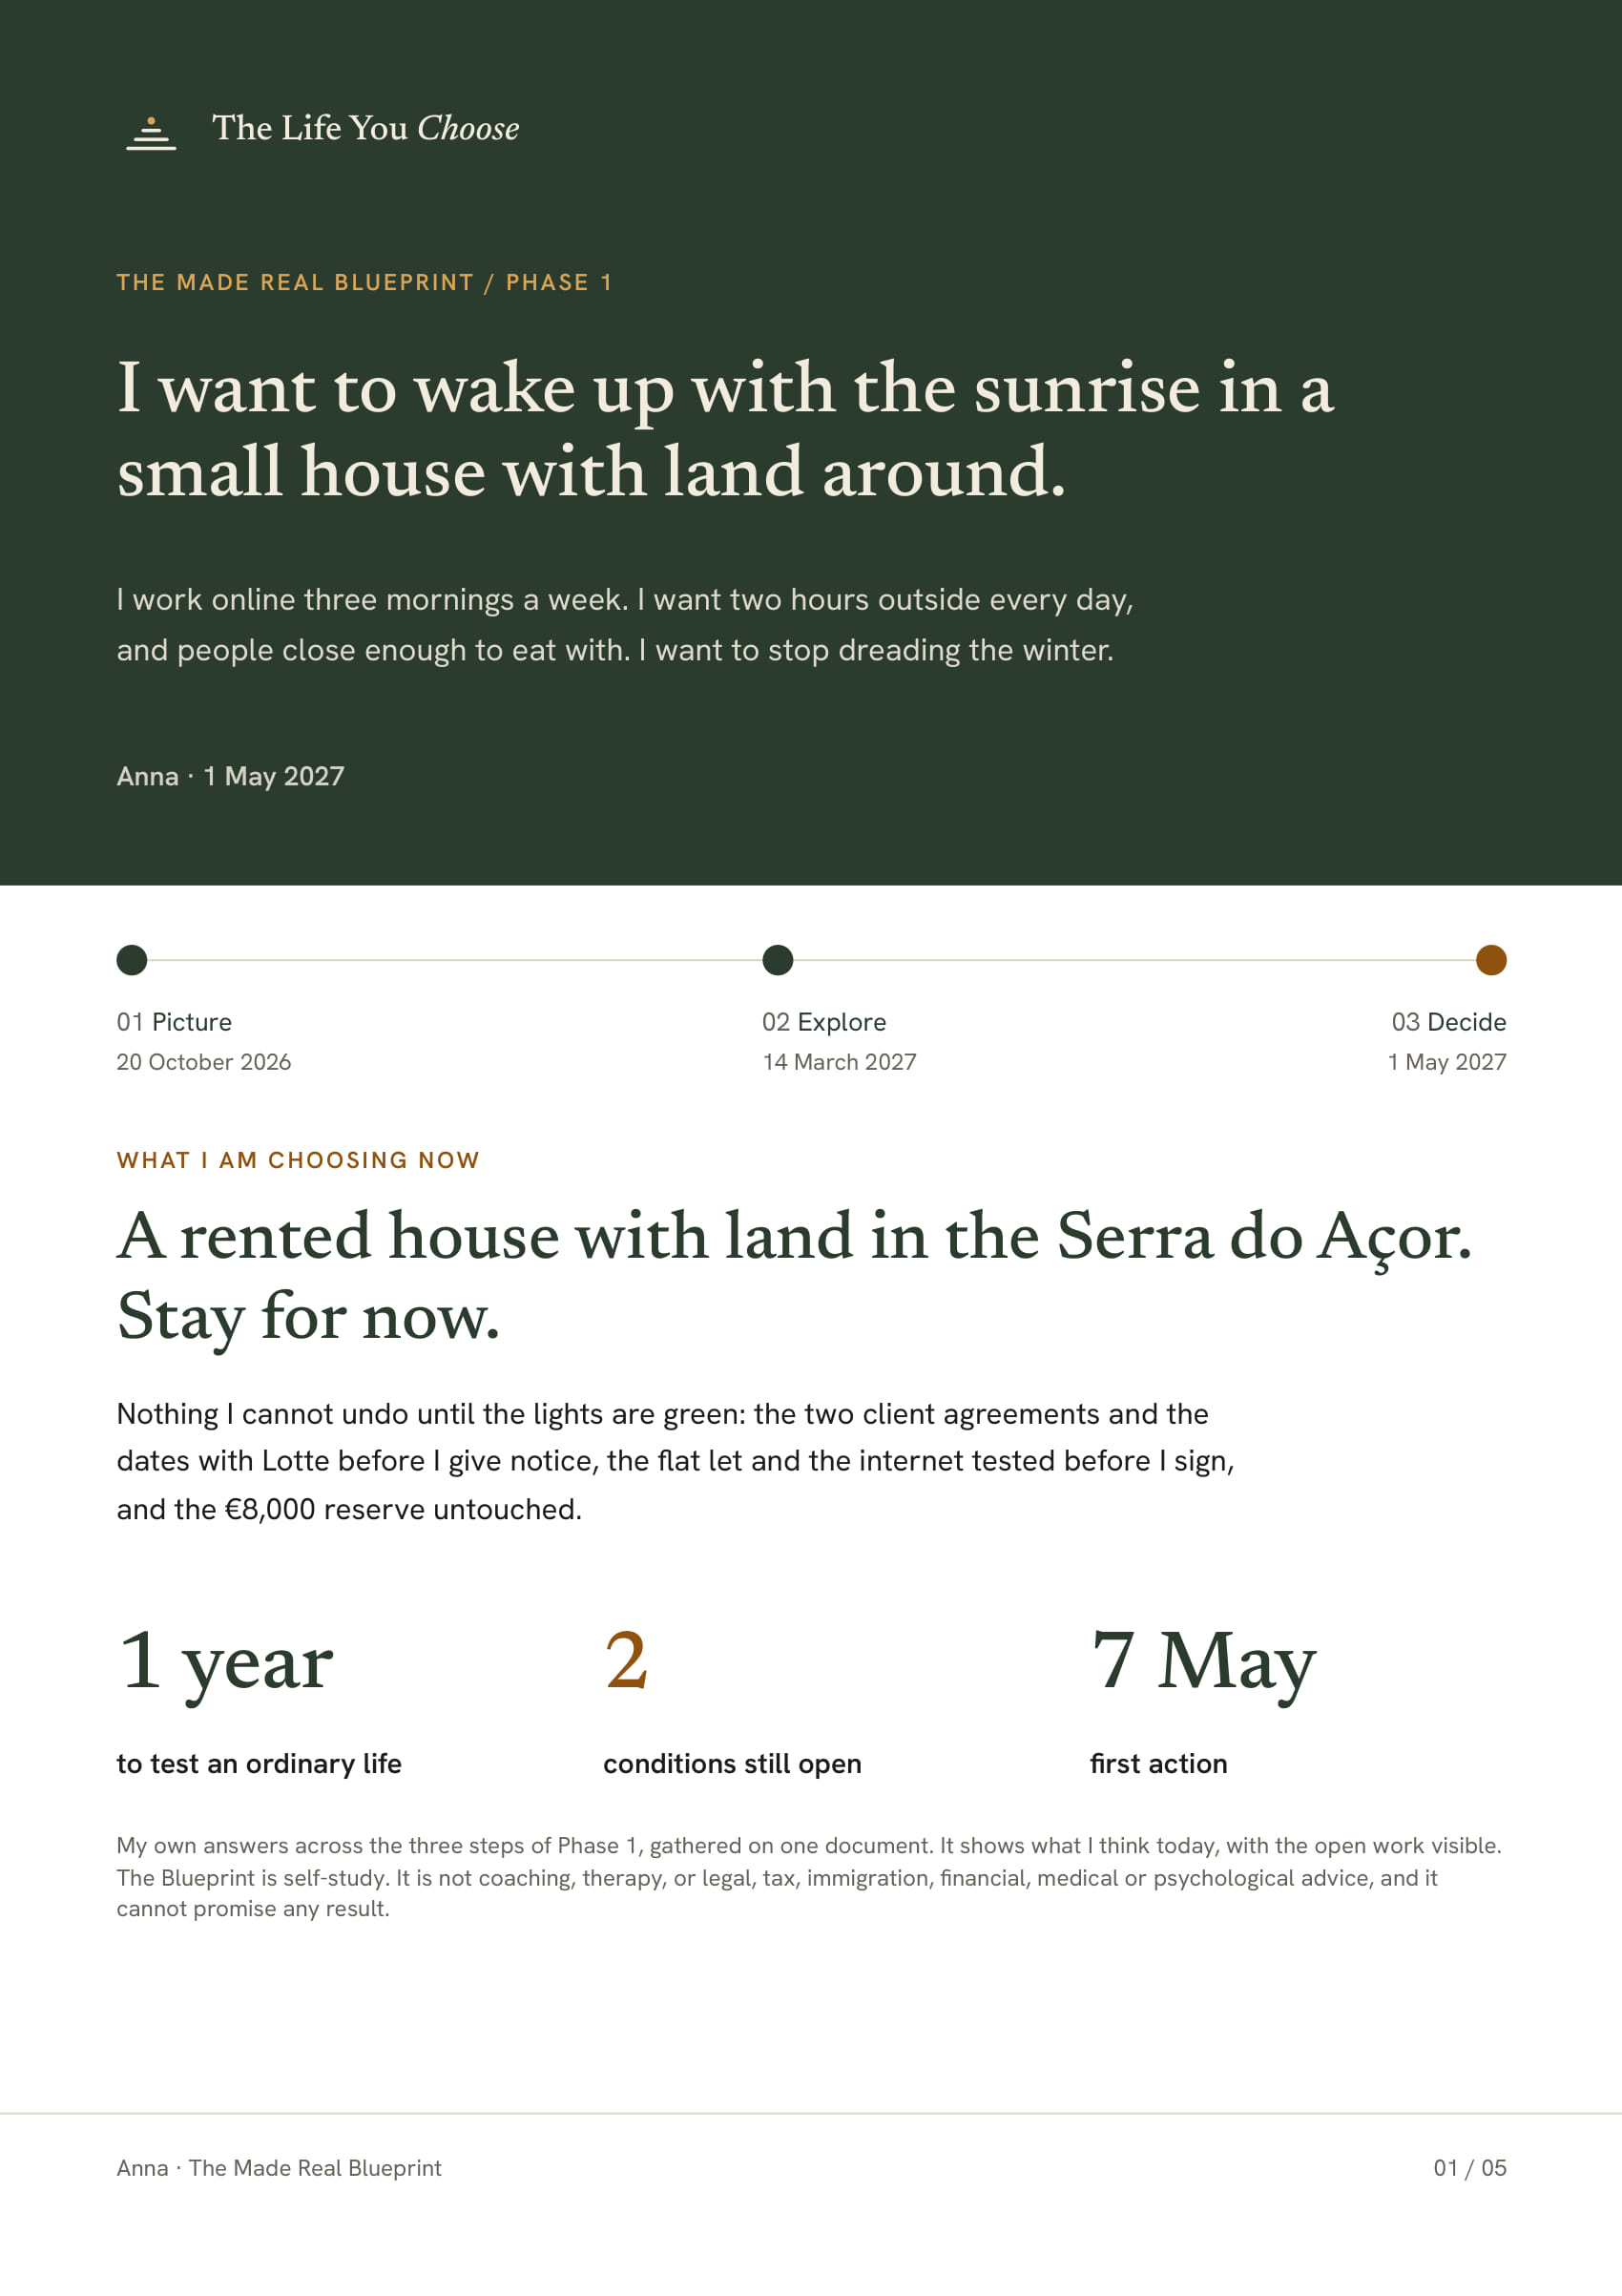 The Life You Choose
THE MADE REAL BLUEPRINT / PHASE 1
I want to wake up with the sunrise in a
small house with land around.
I work online three mornings a week. I want two hours outside every day,
and people close enough to eat with. I want to stop dreading the winter.
Anna · 1 May 2027
01 Picture
20 October 2026
02 Explore
14 March 2027
03 Decide
1 May 2027
WHAT I AM CHOOSING NOW
A rented house with land in the Serra do Açor.
Stay for now.
Nothing I cannot undo until the lights are green: the two client agreements and the
dates with Lotte before I give notice, the flat let and the internet tested before I sign,
and the €8,000 reserve untouched.
1 year
to test an ordinary life
2
conditions still open
7 May
first action
My own answers across the three steps of Phase 1, gathered on one document. It shows what I think today, with the open work visible.
The Blueprint is self-study. It is not coaching, therapy, or legal, tax, immigration, financial, medical or psychological advice, and it
cannot promise any result.
Anna · The Made Real Blueprint
01 / 05